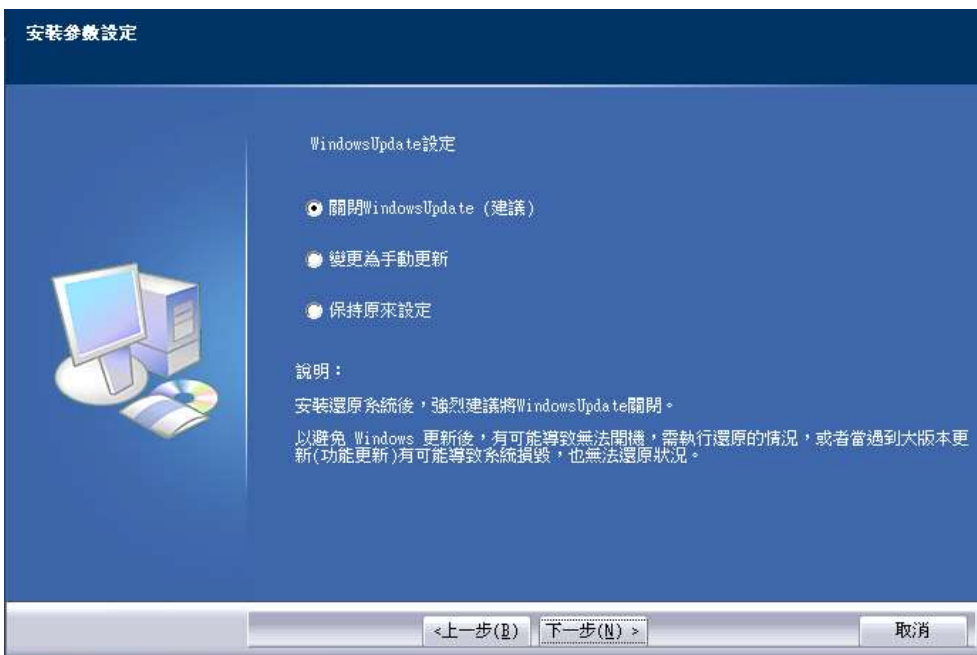 安裝參數設定
WindowsUpdate設定
關閉WindowsUpdate (建議)
變更為手動更新
保持原來設定
說明：
安裝還原系統後，強烈建議將WindowsUpdate關閉。
以避免 Windows 更新後，有可能導致無法開機，需執行還原的情況，或者當遇到大版本更
新(功能更新)有可能導致系統損毀，也無法還原狀況。
<上一步(B)
下一步(N) >
取消